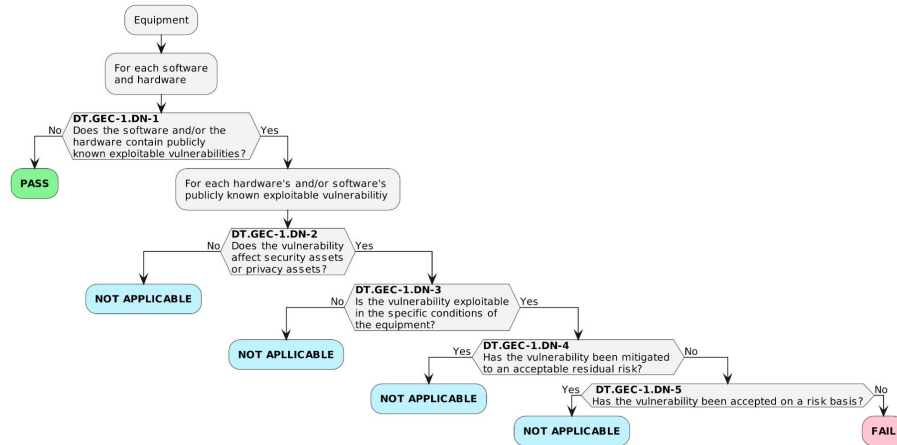 Equipment
For each software
and hardware
DT.GEC-1.DN-1
Does the software and/or the
hardware contain publicly
known exploitable vulnerabilities?
No
Yes
PASS
For each hardware's and/or software's
publicly known exploitable vulnerabilitiy
DT.GEC-1.DN-2
Does the vulnerability
affect security assets
or privacy assets?
No
Yes
NOT APPLICABLE
DT.GEC-1.DN-3
Is the vulnerability exploitable
in the specific conditions of
the equipment?
No
Yes
NOT APLLICABLE
DT.GEC-1.DN-4
Has the vulnerability been mitigated
to an acceptable residual risk?
Yes
No
NOT APPLICABLE
DT.GEC-1.DN-5
Has the vulnerability been accepted on a risk basis?
Yes
No
NOT APPLICABLE
FAIL